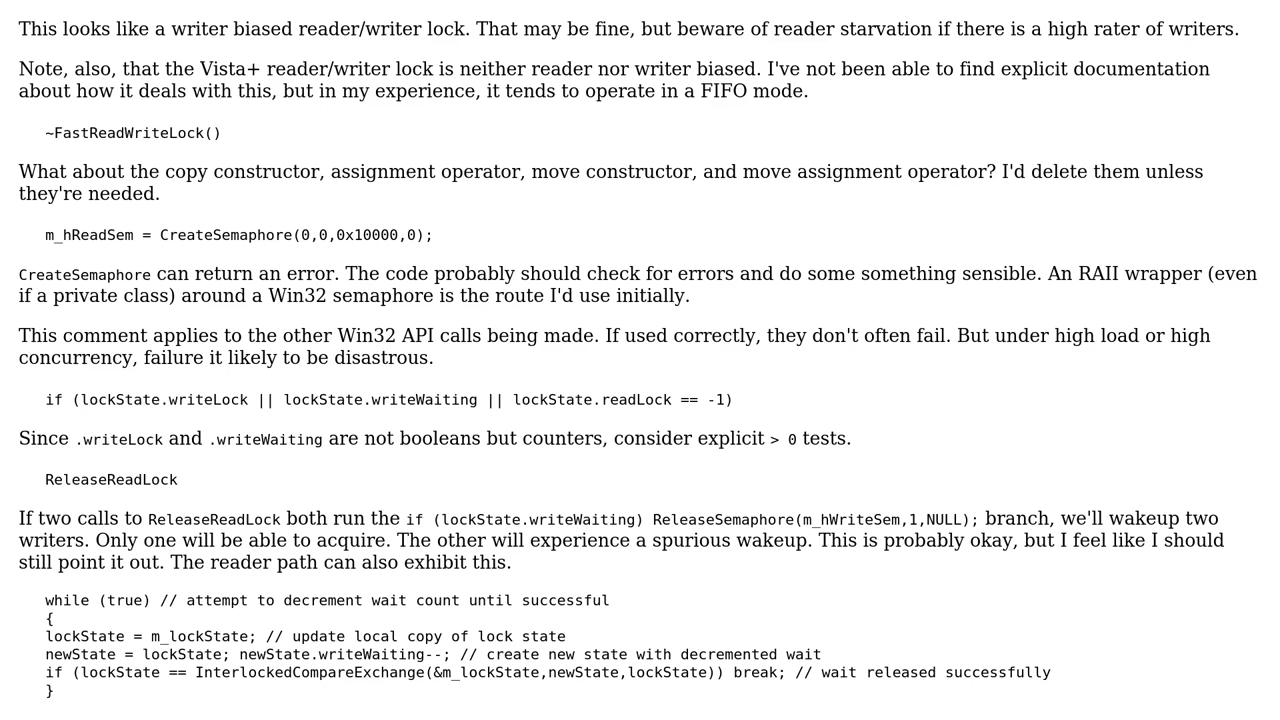 This looks like a writer biased reader/writer lock. That may be fine, but beware of reader starvation if there is a high rater of writers.
Note, also, that the Vista+ reader/writer lock is neither reader nor writer biased. I've not been able to find explicit documentation
about how it deals with this, but in my experience, it tends to operate in a FIFO mode.
~FastReadWriteLock()
What about the copy constructor, assignment operator, move constructor, and move assignment operator? I'd delete them unless
they're needed.
m_hReadSem = CreateSemaphore(0,0,0x10000,0);
CreateSemaphore can return an error. The code probably should check for errors and do some something sensible. An RAII wrapper (even
if a private class) around a Win32 semaphore is the route I'd use initially.
This comment applies to the other Win32 API calls being made. If used correctly, they don't often fail. But under high load or high
concurrency, failure it likely to be disastrous.
if (lockState.writeLock || lockState.writeWaiting || lockState.readLock == -1)
Since .writeLock and .writeWaiting are not booleans but counters, consider explicit > 0 tests.
ReleaseReadLock
If two calls to ReleaseReadLock both run the if (lockState.writeWaiting) ReleaseSemaphore(m_hWriteSem,1,NULL); branch, we'll wakeup two
writers. Only one will be able to acquire. The other will experience a spurious wakeup. This is probably okay, but I feel like I should
still point it out. The reader path can also exhibit this.
while (true) // attempt to decrement wait count until successful
{
lockState = m_lockState; // update local copy of lock state
newState = lockState; newState.writeWaiting--; // create new state with decremented wait
if (lockState == InterlockedCompareExchange(&m_lockState,newState,lockState)) break; // wait released successfully
}